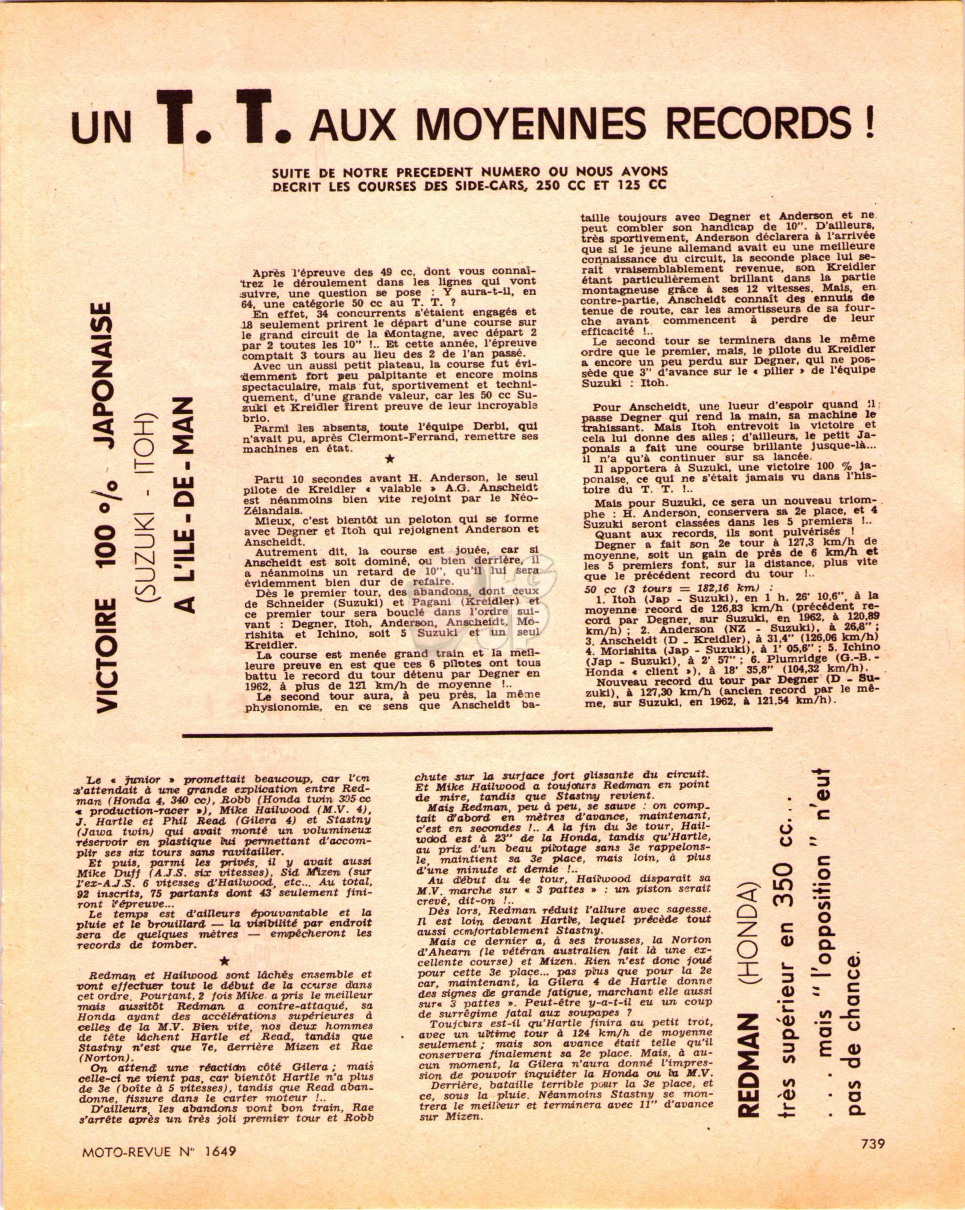 UN T. T. AUX MOYENNES RECORDS !
SUITE DE NOTRE PRECEDENT NUMERO OU NOUS AVONS
DECRIT LES COURSES DES SIDE-CARS, 250 CC ET 125 CC
VICTOIRE 100 % - JAPONAISE
(SUZUKI - ITOH)
A L'ILE-DE-MAN
Après l'épreuve des 49 cc, dont vous connaî-
trez le déroulement dans les lignes qui vont
suivre, une question se pose : Y aura-t-il, en
64, une catégorie 50 cc au T. T. ?
En effet, 34 concurrents s'étaient engagés et
18 seulement prirent le départ d'une course sur
le grand circuit de la Montagne, avec départ 2
par 2 toutes les 10" !.. Et cette année, l'épreuve
comptait 3 tours au lieu des 2 de l'an passé.
Avec un aussi petit plateau, la course fut évi-
demment fort peu palpitante et encore moins
spectaculaire, mais fut, sportivement et techni-
quement, d'une grande valeur, car les 50 cc Su-
zuki et Kreidler firent preuve de leur incroyable
brio.
Parmi les absents, toute l'équipe Derbi, qui
n'avait pu, après Clermont-Ferrand, remettre ses
machines en état.
★
Parti 10 secondes avant H. Anderson, le seul
pilote de Kreidler « valable » A.G. Anscheidt
est néanmoins bien vite rejoint par le Néo-
Zélandais.
Mieux, c'est bientôt un peloton qui se forme
avec Degner et Itoh qui rejoignent Anderson et
Anscheidt.
Autrement dit, la course est jouée, car si
Anscheidt est soit dominé, ou bien derrière, il
a néanmoins un retard de 10", qu'il lui sera
évidemment bien dur de refaire.
Dès le premier tour, des abandons, dont ceux
de Schneider (Suzuki) et Pagani (Kreidler) et
ce premier tour sera bouclé dans l'ordre sui-
vant : Degner, Itoh, Anderson, Anscheidt, Mo-
rishita et Ichino, soit 5 Suzuki et un seul
Kreidler.
La course est menée grand train et la meil-
leure preuve en est que ces 6 pilotes ont tous
battu le record du tour détenu par Degner en
1962, à plus de 121 km/h de moyenne !..
Le second tour aura, à peu près, la même
physionomie, en ce sens que Anscheidt ba-
taille toujours avec Degner et Anderson et ne
peut combler son handicap de 10". D'ailleurs,
très sportivement, Anderson déclarera à l'arrivée
que si le jeune allemand avait eu une meilleure
connaissance du circuit, la seconde place lui se-
rait vraisemblablement revenue, son Kreidler
étant particulièrement brillant dans la partie
montagneuse grâce à ses 12 vitesses. Mais, en
contre-partie, Anscheidt connaît des ennuis de
tenue de route, car les amortisseurs de sa four-
che avant commencent à perdre de leur
efficacité !..
Le second tour se terminera dans le même
ordre que le premier, mais, le pilote du Kreidler
a encore un peu perdu sur Degner, qui ne pos-
sède que 3" d'avance sur le « pilier » de l'équipe
Suzuki : Itoh.
Pour Anscheidt, une lueur d'espoir quand il
passe Degner qui rend la main, sa machine le
trahissant. Mais Itoh entrevoit la victoire et
cela lui donne des ailes ; d'ailleurs, le petit Ja-
ponais a fait une course brillante jusque-là...
il n'a qu'à continuer sur sa lancée.
Il apportera à Suzuki, une victoire 100 % ja-
ponaise, ce qui ne s'était jamais vu dans l'his-
toire du T. T. !..
Mais pour Suzuki, ce sera un nouveau triom-
phe : H. Anderson, conservera sa 2e place, et 4
Suzuki seront classées dans les 5 premiers !..
Quant aux records, ils sont pulvérisés !
Degner a fait son 2e tour à 127,3 km/h de
moyenne, soit un gain de près de 6 km/h et
les 5 premiers font, sur la distance, plus vite
que le précédent record du tour !..
50 cc (3 tours = 182,16 km) :
1. Itoh (Jap - Suzuki), en 1 h. 26' 10,6", à la
moyenne record de 126,83 km/h (précédent re-
cord par Degner, sur Suzuki, en 1962, à 120,89
km/h) ; 2. Anderson (NZ - Suzuki), à 26,8" ;
3. Anscheidt (D - Kreidler), à 31,4" (126,06 km/h)
4. Morishita (Jap - Suzuki), à 1' 05,6" ; 5. Ichino
(Jap - Suzuki), à 2' 57" ; 6. Plumridge (G.-B. -
Honda « client »), à 18' 35,8" (104,32 km/h).
Nouveau record du tour par Degner (D - Su-
zuki), à 127,30 km/h (ancien record par le mê-
me, sur Suzuki, en 1962, à 121,54 km/h).
Le « junior » promettait beaucoup, car l'on
s'attendait à une grande explication entre Red-
man (Honda 4, 340 cc), Robb (Honda twin 305 cc
« production-racer »), Mike Hailwood (M.V. 4),
J. Hartle et Phil Read (Gilera 4) et Stastny
(Jawa twin) qui avait monté un volumineux
réservoir en plastique lui permettant d'accom-
plir ses six tours sans ravitailler.
Et puis, parmi les privés, il y avait aussi
Mike Duff (A.J.S. six vitesses), Sid Mizen (sur
l'ex-A.J.S. 6 vitesses d'Hailwood, etc... Au total,
92 inscrits, 75 partants dont 43 seulement fini-
ront l'épreuve...
Le temps est d'ailleurs épouvantable et la
pluie et le brouillard — la visibilité par endroit
sera de quelques mètres — empêcheront les
records de tomber.
★
Redman et Hailwood sont lâchés ensemble et
vont effectuer tout le début de la course dans
cet ordre. Pourtant, 2 fois Mike a pris le meilleur
mais aussitôt Redman a contre-attaqué, sa
Honda ayant des accélérations supérieures à
celles de la M.V. Bien vite, nos deux hommes
de tête lâchent Hartle et Read, tandis que
Stastny n'est que 7e, derrière Mizen et Rae
(Norton).
On attend une réaction côté Gilera ; mais
celle-ci ne vient pas, car bientôt Hartle n'a plus
de 3e (boîte à 5 vitesses), tandis que Read aban-
donne, fissure dans le carter moteur !..
D'ailleurs, les abandons vont bon train, Rae
s'arrête après un très joli premier tour et Robb
chute sur la surface fort glissante du circuit.
Et Mike Hailwood a toujours Redman en point
de mire, tandis que Stastny revient.
Mais Redman, peu à peu, se sauve : on comp-
tait d'abord en mètres d'avance, maintenant,
c'est en secondes !.. A la fin du 3e tour, Hail-
wood est à 23" de la Honda, tandis qu'Hartle,
au prix d'un beau pilotage sans 3e rappelons-
le, maintient sa 3e place, mais loin, à plus
d'une minute et demie !..
Au début du 4e tour, Hailwood disparaît sa
M.V. marche sur « 3 pattes » : un piston serait
crevé, dit-on !..
Dès lors, Redman réduit l'allure avec sagesse.
Il est loin devant Hartle, lequel précède tout
aussi confortablement Stastny.
Mais ce dernier a, à ses trousses, la Norton
d'Ahearn (le vétéran australien fait là une ex-
cellente course) et Mizen. Rien n'est donc joué
pour cette 3e place... pas plus que pour la 2e
car, maintenant, la Gilera 4 de Hartle donne
des signes de grande fatigue, marchant elle aussi
sur« 3 pattes ». Peut-être y-a-t-il eu un coup
de surrégime fatal aux soupapes ?
Toujours est-il qu'Hartle finira au petit trot,
avec un ultime tour à 124 km/h de moyenne
seulement ; mais son avance était telle qu'il
conservera finalement sa 2e place. Mais, à au-
cun moment, la Gilera n'aura donné l'impres-
sion de pouvoir inquiéter la Honda ou la M.V.
Derrière, bataille terrible pour la 3e place, et
ce, sous la pluie. Néanmoins Stastny se mon-
trera le meilleur et terminera avec 11" d'avance
sur Mizen.
REDMAN (HONDA)
très supérieur en 350 cc...
... mais "l'opposition" n'eut
pas de chance.
MOTO-REVUE N° 1649
739